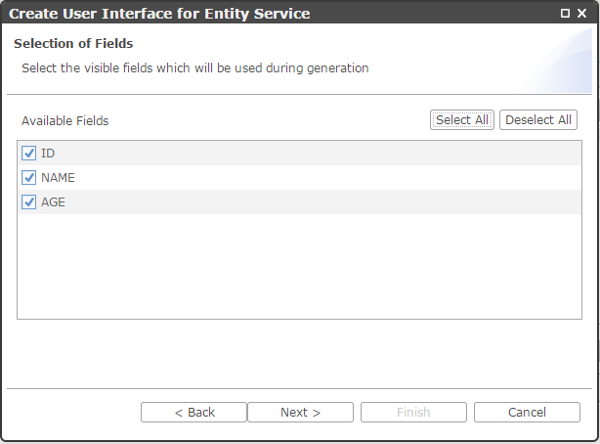 Create User Interface for Entity Service
Selection of Fields
Select the visible fields which will be used during generation
Available Fields
Select All
Deselect All
ID
NAME
AGE
< Back
Next >
Finish
Cancel